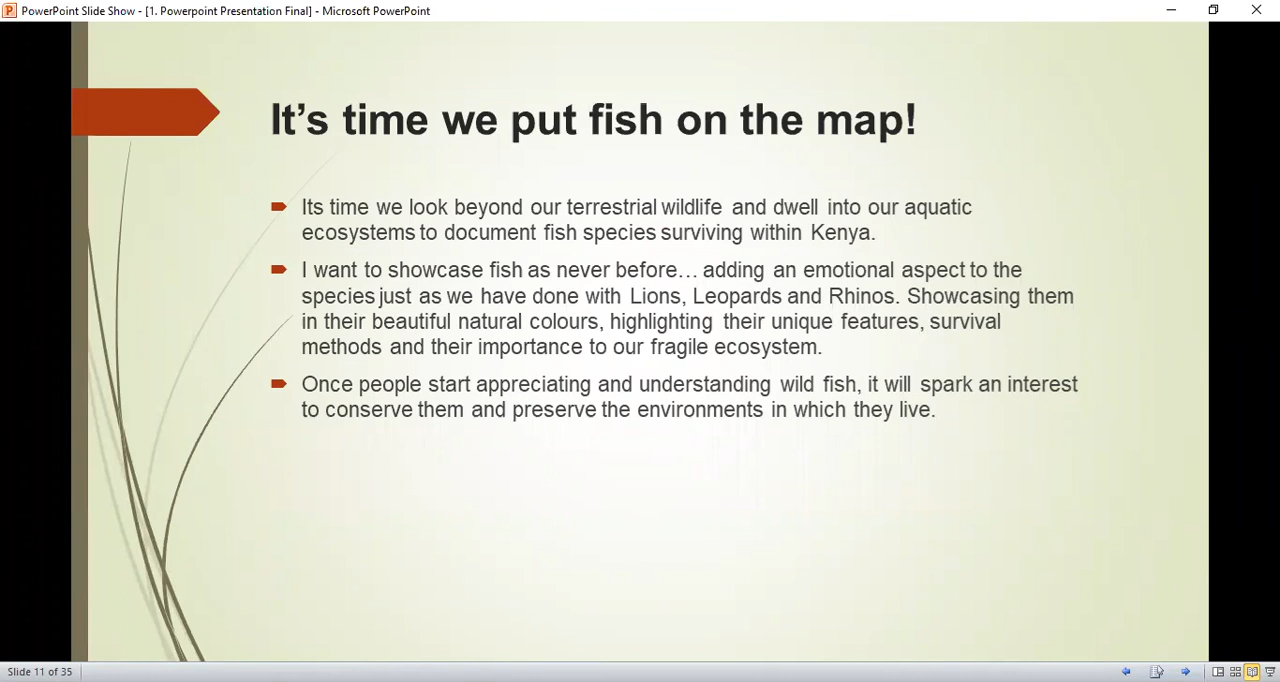 PowerPoint Slide Show - [1. Powerpoint Presentation Final] - Microsoft PowerPoint
It’s time we put fish on the map!
Its time we look beyond our terrestrial wildlife and dwell into our aquatic
ecosystems to document fish species surviving within Kenya.
I want to showcase fish as never before… adding an emotional aspect to the
species just as we have done with Lions, Leopards and Rhinos. Showcasing them
in their beautiful natural colours, highlighting their unique features, survival
methods and their importance to our fragile ecosystem.
Once people start appreciating and understanding wild fish, it will spark an interest
to conserve them and preserve the environments in which they live.
Slide 11 of 35